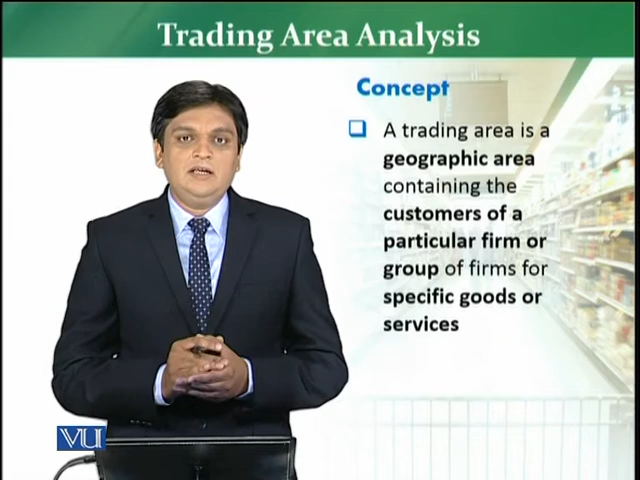 Trading Area Analysis
Concept
A trading area is a
geographic area
containing the
customers of a
particular firm or
group of firms for
specific goods or
services
VU